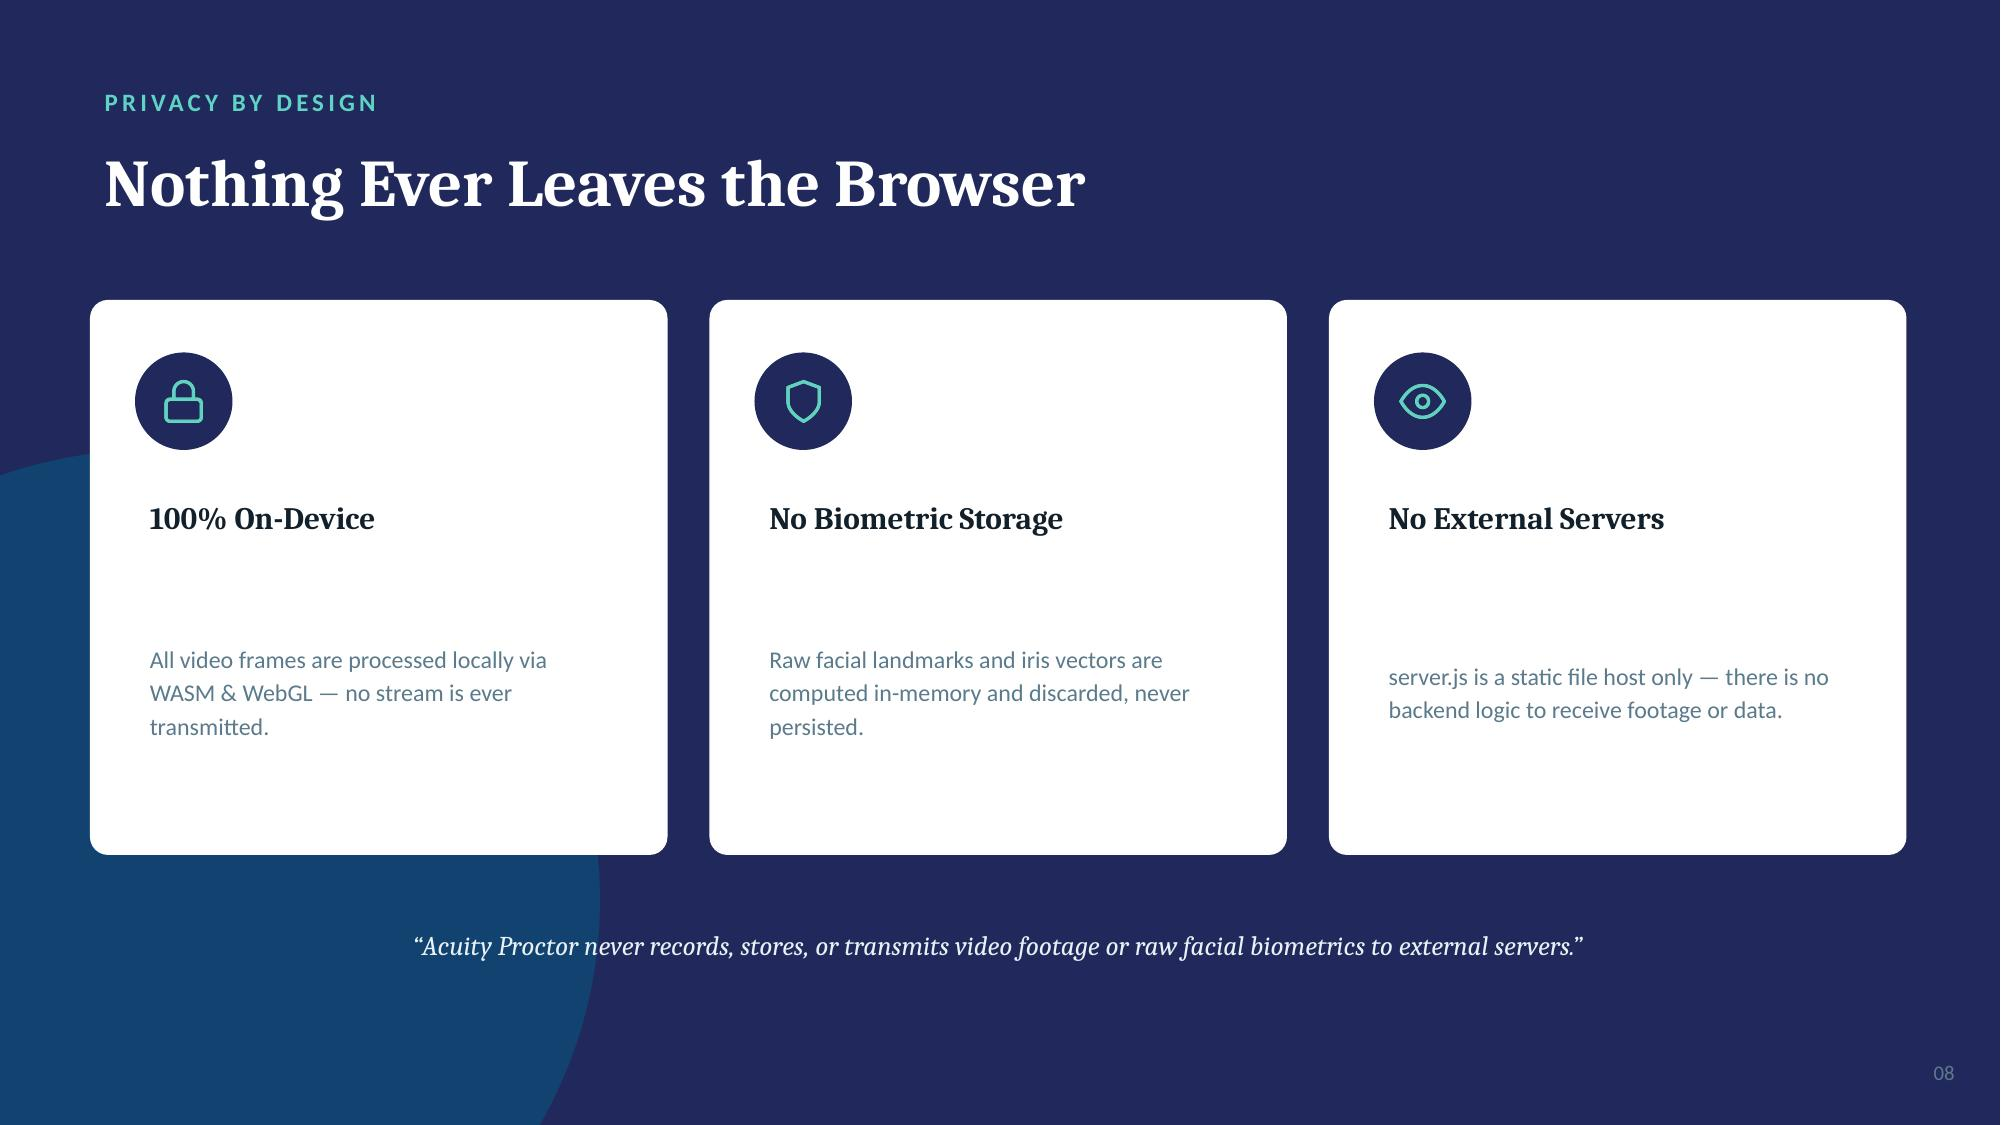 PRIVACY BY DESIGN
Nothing Ever Leaves the Browser
100% On-Device
All video frames are processed locally via
WASM & WebGL — no stream is ever
transmitted.
No Biometric Storage
Raw facial landmarks and iris vectors are
computed in-memory and discarded, never
persisted.
No External Servers
server.js is a static file host only — there is no
backend logic to receive footage or data.
“Acuity Proctor never records, stores, or transmits video footage or raw facial biometrics to external servers.”
08